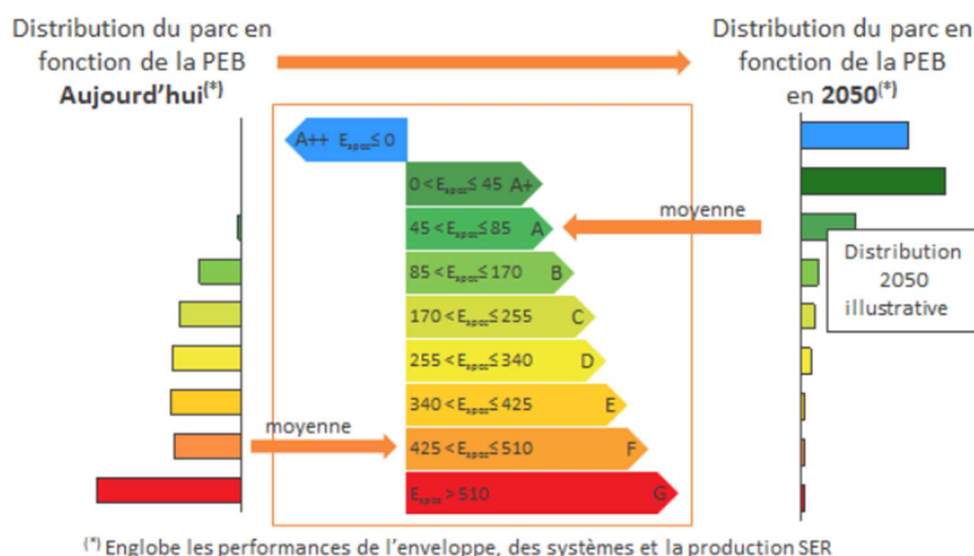 Distribution du parc en
fonction de la PEB
Aujourd'hui(*)
Distribution du parc en
fonction de la PEB
en 2050(*)
A++ Espec ≤ 0
0 < Espec ≤ 45 A+
45 < Espec ≤ 85 A
85 < Espec ≤ 170 B
170 < Espec ≤ 255 C
255 < Espec ≤ 340 D
340 < Espec ≤ 425 E
425 < Espec ≤ 510 F
Espec > 510 G
moyenne
moyenne
Distribution
2050
illustrative
(*) Englobe les performances de l'enveloppe, des systèmes et la production SER